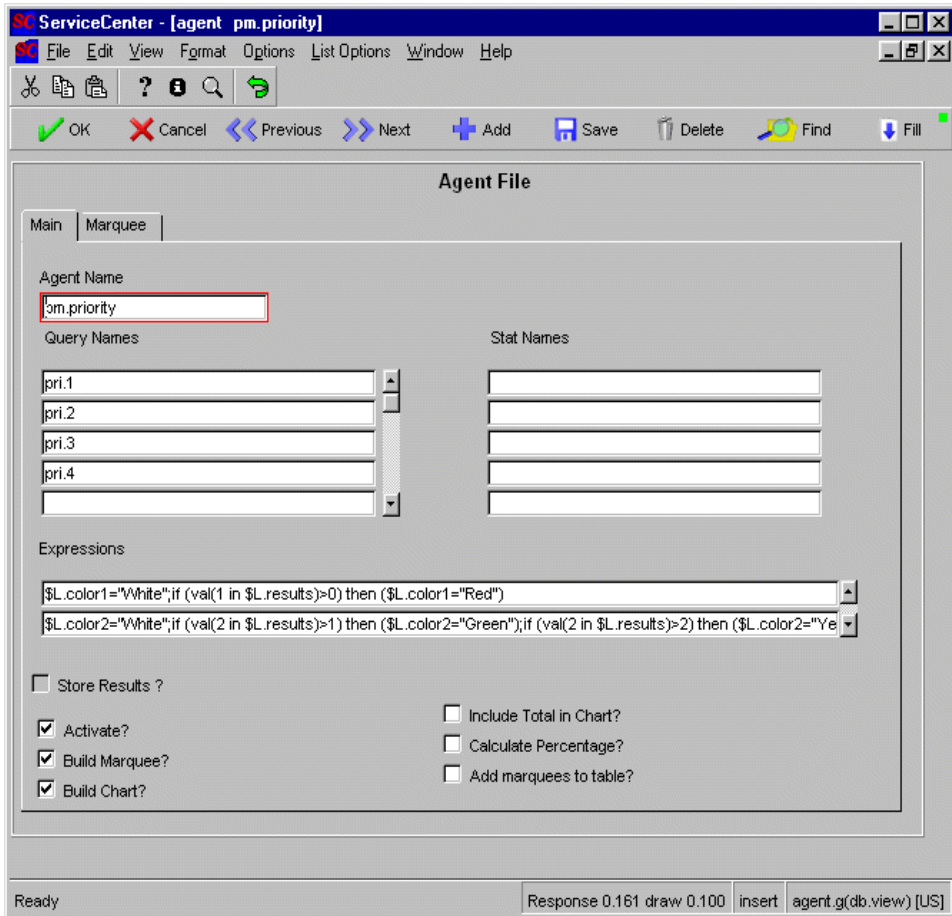 SC ServiceCenter - [agent pm.priority]
SC File Edit View Format Options List Options Window Help
OK Cancel Previous Next Add Save Delete Find Fill
Agent File
Main Marquee
Agent Name
pm.priority
Query Names Stat Names
pri.1
pri.2
pri.3
pri.4
Expressions
$L.color1="White";if (val(1 in $L.results)>0) then ($L.color1="Red")
$L.color2="White";if (val(2 in $L.results)>1) then ($L.color2="Green");if (val(2 in $L.results)>2) then ($L.color2="Ye
Store Results ?
Activate?
Build Marquee?
Build Chart?
Include Total in Chart?
Calculate Percentage?
Add marquees to table?
Ready Response 0.161 draw 0.100 insert agent.g(db.view) [US]